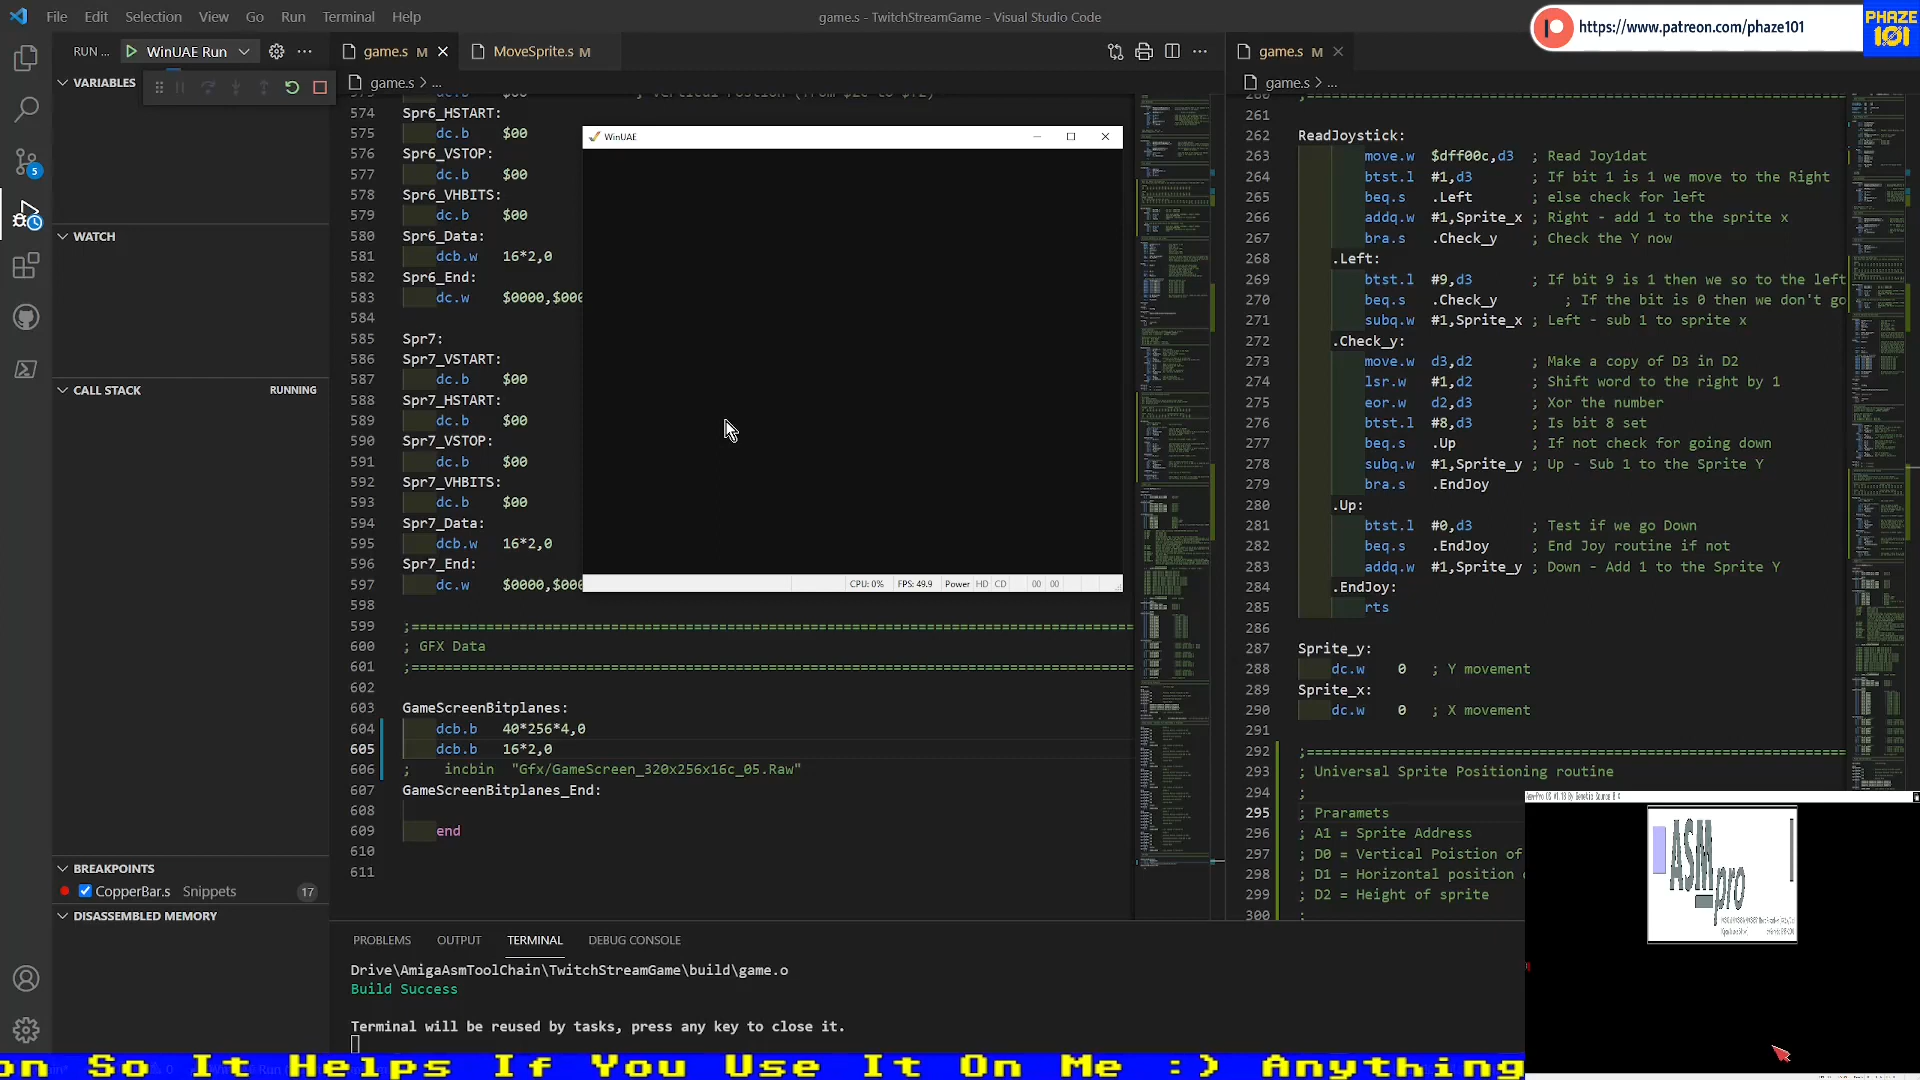 File Edit Selection View Go Run Terminal Help
game.s - TwitchStreamGame - Visual Studio Code
https://www.patreon.com/phaze101
PHAZE
101
RUN ... WinUAE Run
game.s M
MoveSprite.s M
game.s M
VARIABLES
game.s > ...
game.s > ...
574 Spr6_HSTART:
575 dc.b $00
576 Spr6_VSTOP:
577 dc.b $00
578 Spr6_VHBITS:
579 dc.b $00
580 Spr6_Data:
581 dcb.w 16*2,0
582 Spr6_End:
583 dc.w $0000,$000
584
585 Spr7:
586 Spr7_VSTART:
587 dc.b $00
588 Spr7_HSTART:
589 dc.b $00
590 Spr7_VSTOP:
591 dc.b $00
592 Spr7_VHBITS:
593 dc.b $00
594 Spr7_Data:
595 dcb.w 16*2,0
596 Spr7_End:
597 dc.w $0000,$000
598
599 ;==========
600 ; GFX Data
601 ;==========
602
603 GameScreenBitplanes:
604 dcb.b 40*256*4,0
605 dcb.b 16*2,0
606 ; incbin "Gfx/GameScreen_320x256x16c_05.Raw"
607 GameScreenBitplanes_End:
608
609 end
610
611
WinUAE
CPU: 0% FPS: 49.9 Power HD CD 00 00
261
262 ReadJoystick:
263 move.w $dff00c,d3 ; Read Joy1dat
264 btst.l #1,d3 ; If bit 1 is 1 we move to the Right
265 beq.s .Left ; else check for left
266 addq.w #1,Sprite_x ; Right - add 1 to the sprite x
267 bra.s .Check_y ; Check the Y now
268 .Left:
269 btst.l #9,d3 ; If bit 9 is 1 then we so to the left
270 beq.s .Check_y ; If the bit is 0 then we don't go
271 subq.w #1,Sprite_x ; Left - sub 1 to sprite x
272 .Check_y:
273 move.w d3,d2 ; Make a copy of D3 in D2
274 lsr.w #1,d2 ; Shift word to the right by 1
275 eor.w d2,d3 ; Xor the number
276 btst.l #8,d3 ; Is bit 8 set
277 beq.s .Up ; If not check for going down
278 subq.w #1,Sprite_y ; Up - Sub 1 to the Sprite Y
279 bra.s .EndJoy
280 .Up:
281 btst.l #0,d3 ; Test if we go Down
282 beq.s .EndJoy ; End Joy routine if not
283 addq.w #1,Sprite_y ; Down - Add 1 to the Sprite Y
284 .EndJoy:
285 rts
286
287 Sprite_y:
288 dc.w 0 ; Y movement
289 Sprite_x:
290 dc.w 0 ; X movement
291
292 ;==========
293 ; Universal Sprite Positioning routine
294 ;
295 ; Praramets
296 ; A1 = Sprite Address
297 ; D0 = Vertical Poistion of
298 ; D1 = Horizontal position
299 ; D2 = Height of sprite
300 ;
WATCH
CALL STACK RUNNING
BREAKPOINTS
CopperBar.s Snippets 17
DISASSEMBLED MEMORY
5
PROBLEMS OUTPUT TERMINAL DEBUG CONSOLE
Drive\AmigaAsmToolChain\TwitchStreamGame\build\game.o
Build Success
Terminal will be reused by tasks, press any key to close it.
ASM
pro
on So It Helps If You Use It On Me :) Anything